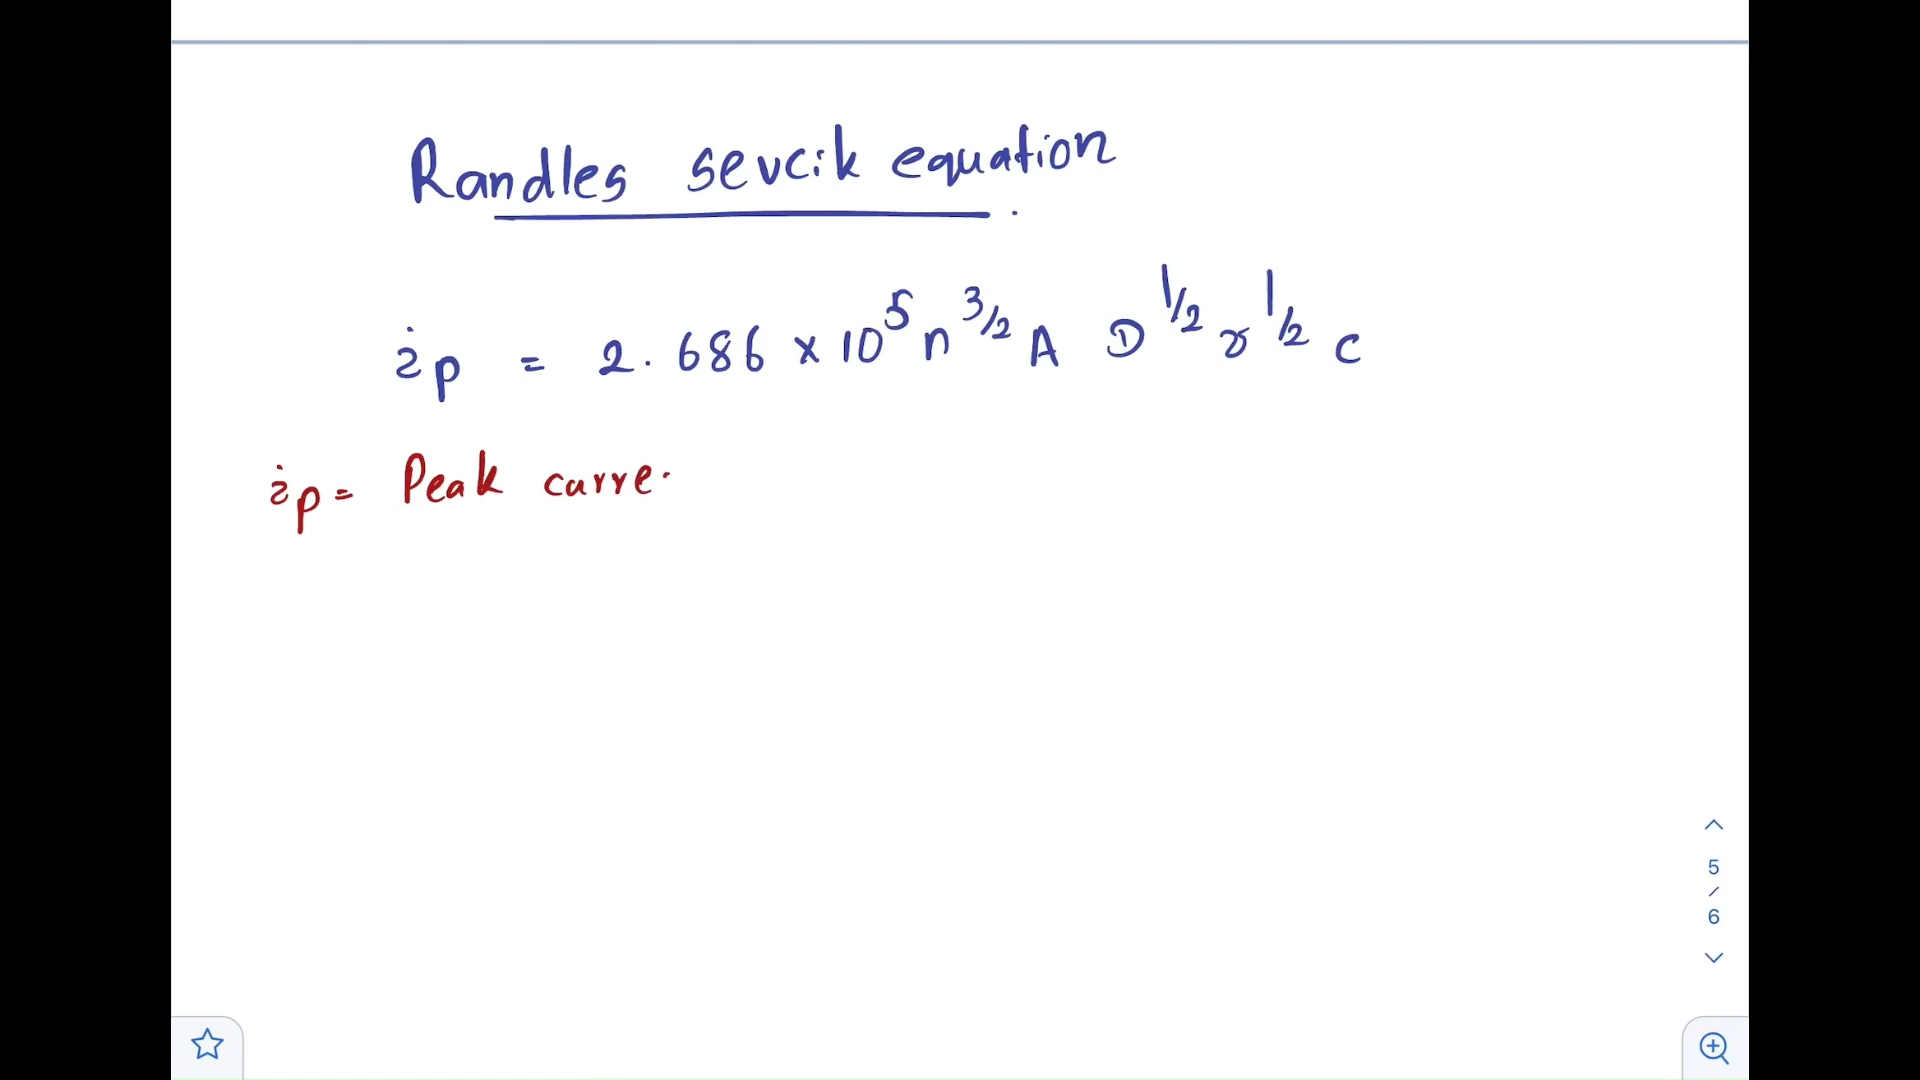 Randles sevcik equation
ip = 2.686 × 10^5 n^3/2 A D^1/2 v^1/2 c
ip = Peak curre
5
/
6